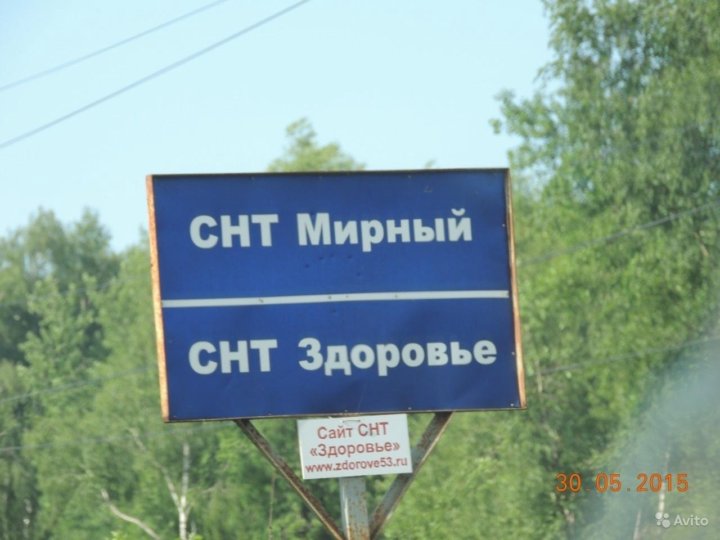 СНТ Мирный
СНТ Здоровье
Сайт СНТ
«Здоровье»
www.zdorove53.ru
30.05.2015
Avito